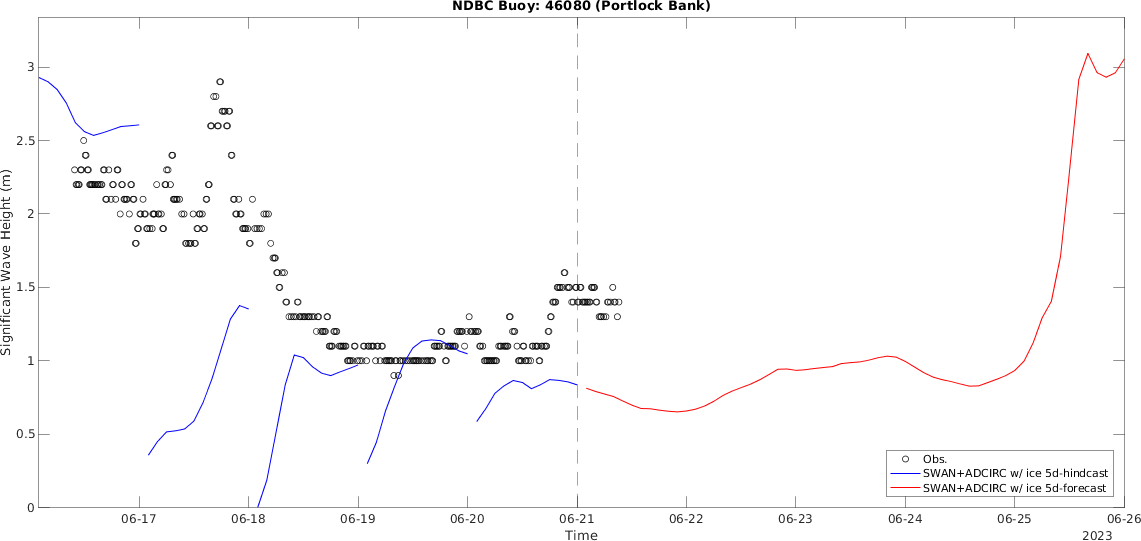 NDBC Buoy: 46080 (Portlock Bank)
Significant Wave Height (m)
3
2.5
2
1.5
1
0.5
0
Obs.
SWAN+ADCIRC w/ ice 5d-hindcast
SWAN+ADCIRC w/ ice 5d-forecast
06-17 06-18 06-19 06-20 06-21 06-22 06-23 06-24 06-25 06-26
Time 2023